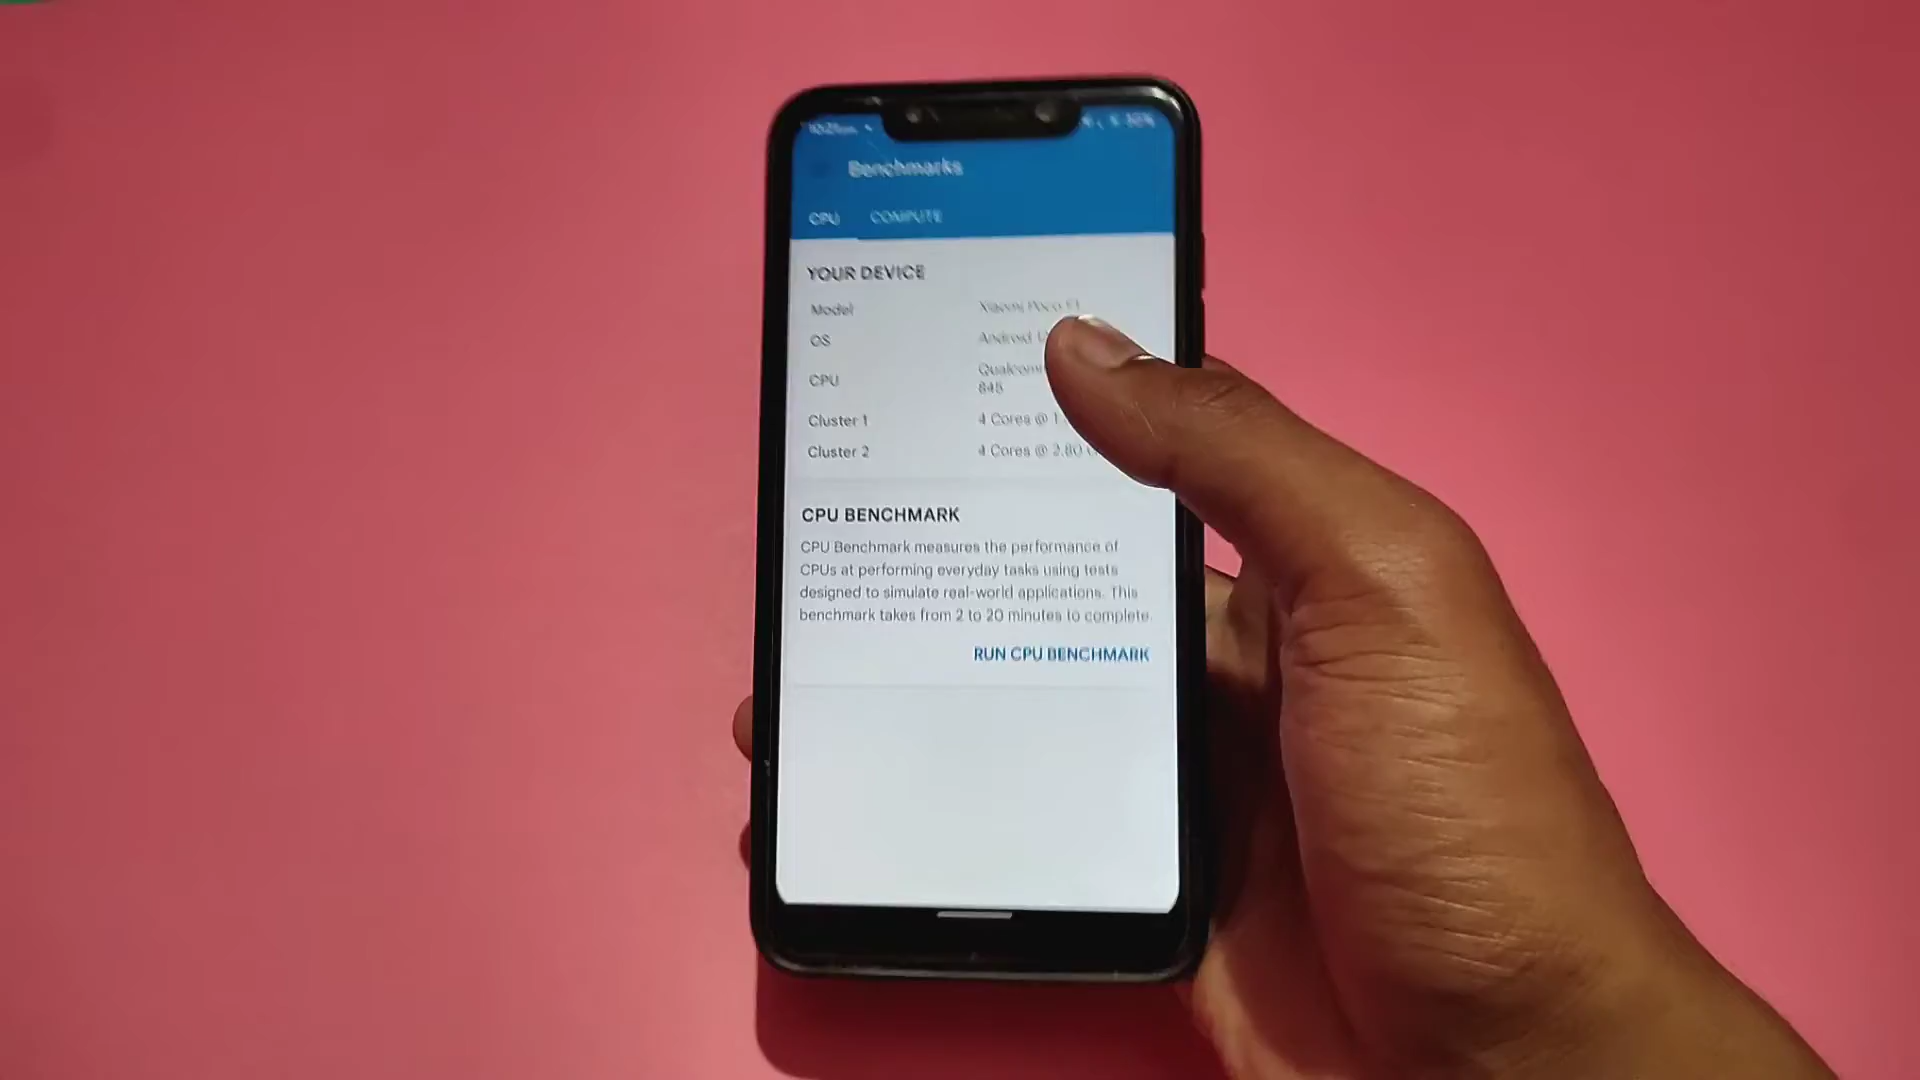 Benchmarks
CPU COMPUTE
YOUR DEVICE
Model Xiaomi Poco F1
OS Android
CPU
845
Cluster 1 4 Cores @ 1
Cluster 2 4 Cores @ 2.80
CPU BENCHMARK
CPU Benchmark measures the performance of
CPUs at performing everyday tasks using tests
designed to simulate real-world applications. This
benchmark takes from 2 to 20 minutes to complete.
RUN CPU BENCHMARK